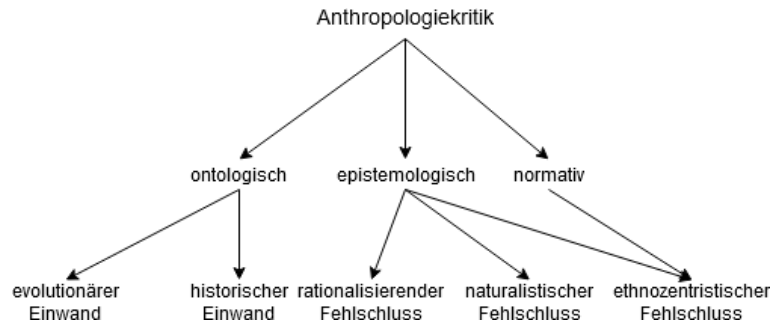 Anthropologiekritik
ontologisch
epistemologisch
normativ
evolutionärer
Einwand
historischer
Einwand
rationalisierender
Fehlschluss
naturalistischer
Fehlschluss
ethnozentristischer
Fehlschluss